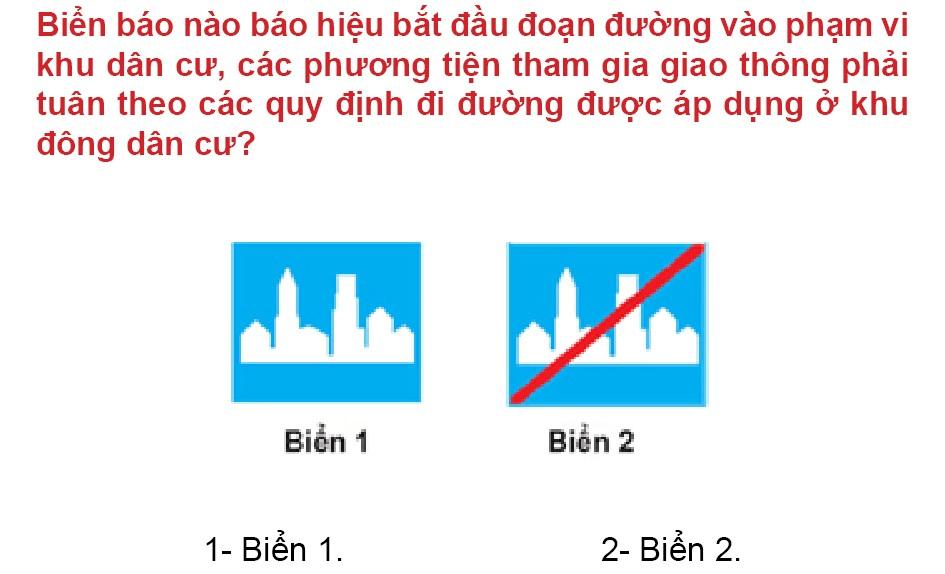 Biển báo nào báo hiệu bắt đầu đoạn đường vào phạm vi
khu dân cư, các phương tiện tham gia giao thông phải
tuân theo các quy định đi đường được áp dụng ở khu
đông dân cư?
Biển 1
Biển 2
1- Biển 1.
2- Biển 2.